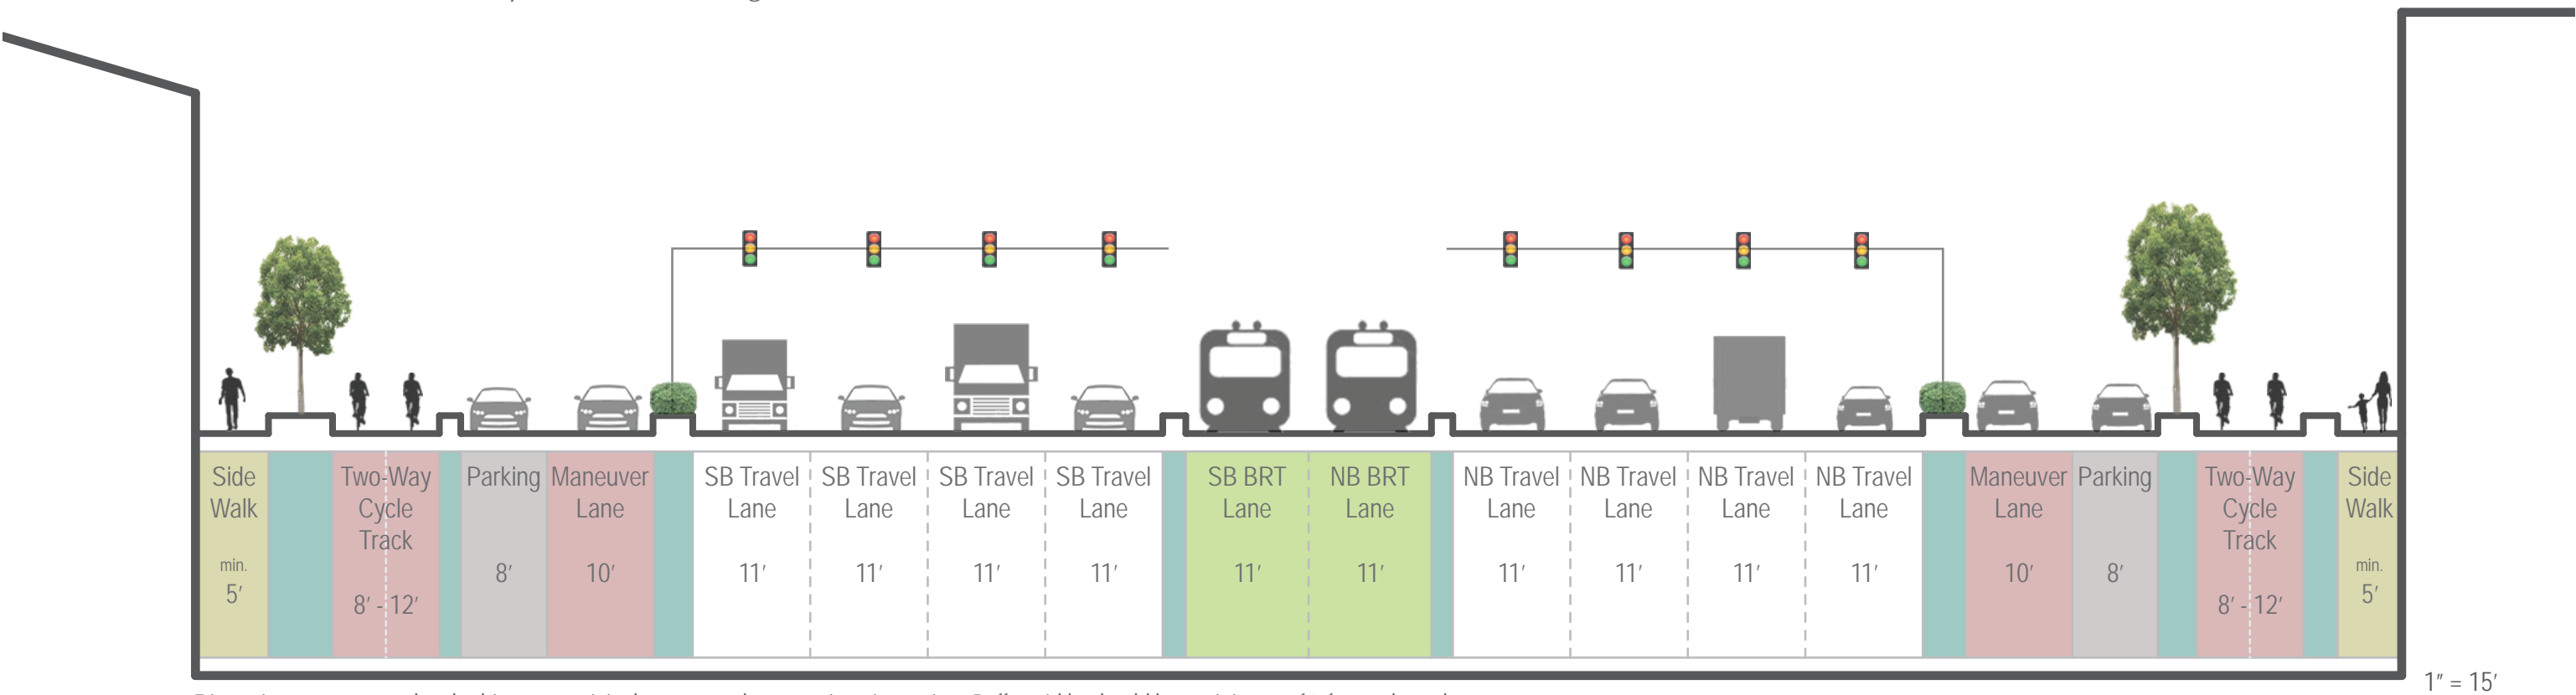 Side
Walk
min.
5′
Two-Way
Cycle
Track
8′ - 12′
Parking
8′
Maneuver
Lane
10′
SB Travel
Lane
11′
SB Travel
Lane
11′
SB Travel
Lane
11′
SB Travel
Lane
11′
SB BRT
Lane
11′
NB BRT
Lane
11′
NB Travel
Lane
11′
NB Travel
Lane
11′
NB Travel
Lane
11′
NB Travel
Lane
11′
Maneuver
Lane
10′
Parking
8′
Two-Way
Cycle
Track
8′ - 12′
Side
Walk
min.
5′
1″ = 15′